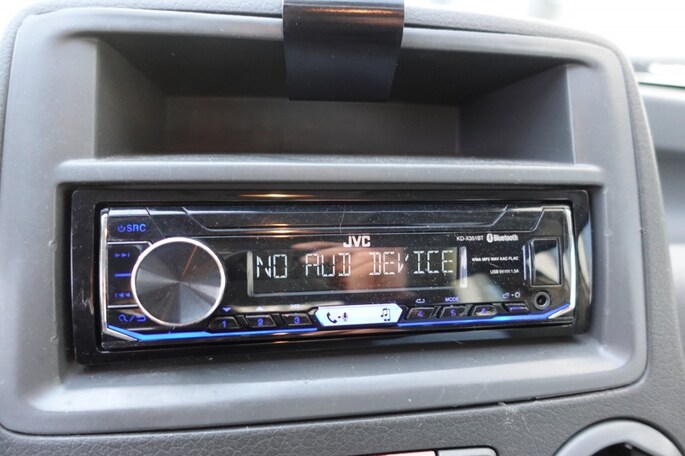 ⏻SRC
JVC
KD-X351BT Bluetooth
NO AUD DEVICE
WMA MP3 WAV AAC FLAC
USB 5V⎓1.5A
MODE
1 2 3 4 5 6